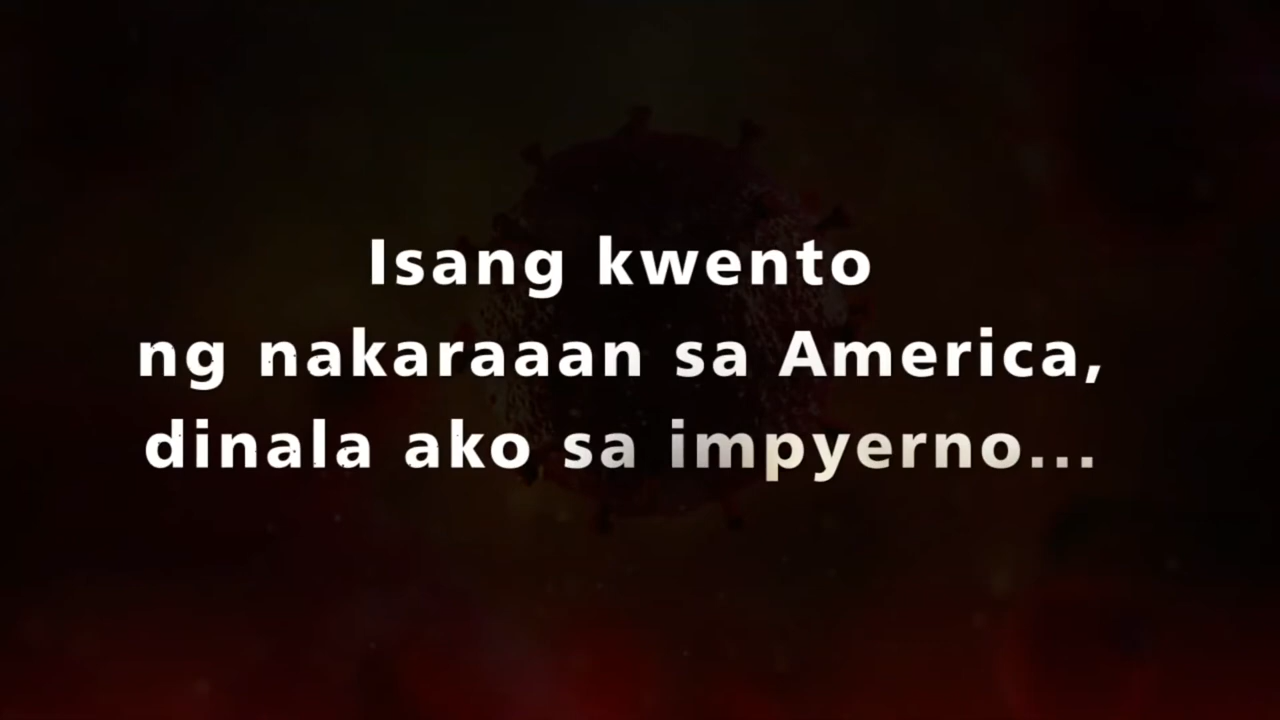 Isang kwento
ng nakaraaan sa America,
dinala ako sa impyerno...